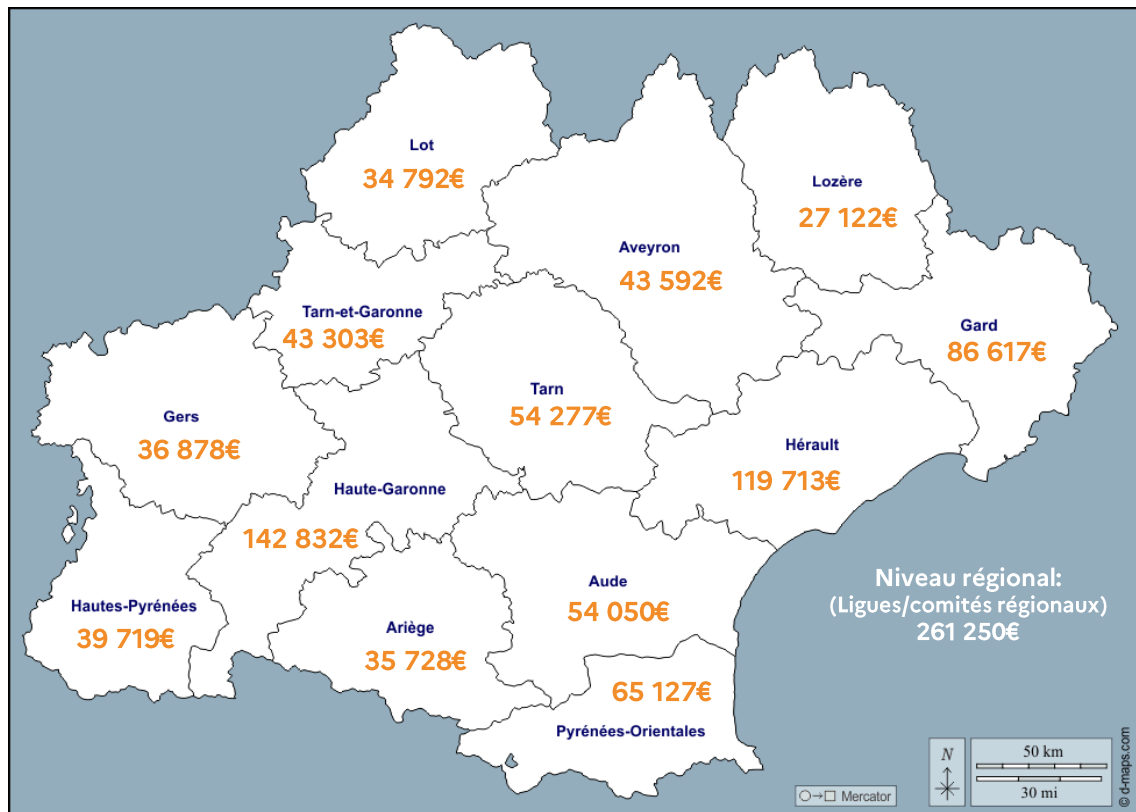 Lot
34 792€
Lozère
27 122€
Aveyron
43 592€
Tarn-et-Garonne
43 303€
Gard
86 617€
Tarn
54 277€
Gers
36 878€
Hérault
119 713€
Haute-Garonne
142 832€
Aude
54 050€
Niveau régional:
(Ligues/comités régionaux)
261 250€
Hautes-Pyrénées
39 719€
Ariège
35 728€
65 127€
Pyrénées-Orientales
N
50 km
30 mi
Mercator
© d-maps.com